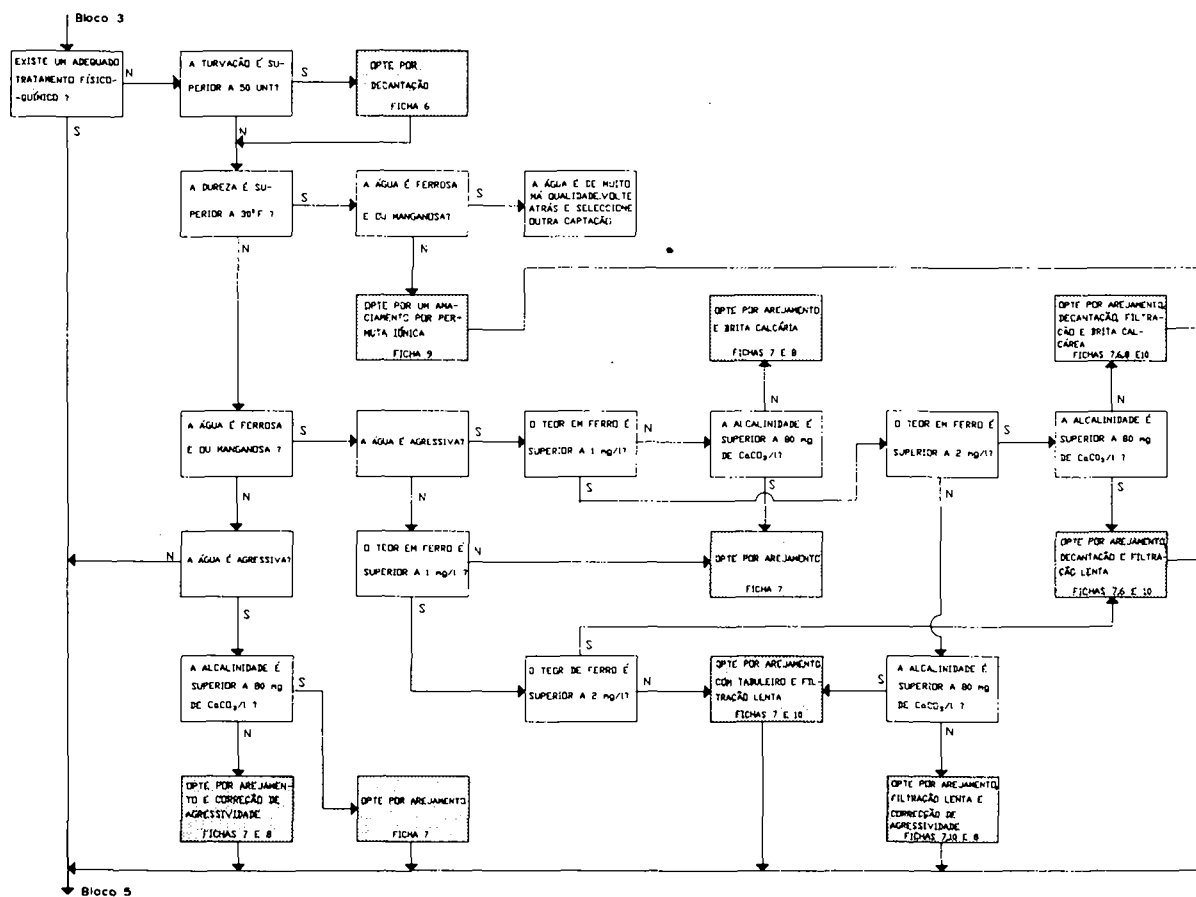 Bloco 3
EXISTE UM ADEQUADO
TRATAMENTO FÍSICO-
-QUÍNICO ?
N
S
A TURVAÇÃO É SU-
PERIOR A 50 UNT?
S
N
OPTE POR
DECANTAÇÃO
FICHA 6
A DUREZA É SU-
PERIOR A 30°F ?
S
N
A ÁGUA É FERROSA
E OU MANGANOSA?
S
N
A ÁGUA É DE MUITO
MÁ QUALIDADE.VOLTE
ATRÁS E SELECCIONE
OUTRA CAPTAÇÃO
OPTE POR UM AMA-
CIAMENTO POR PER-
MUTA IÓNICA
FICHA 9
OPTE POR AREJAMENTO
E BRITA CALCÁRIA
FICHAS 7 E 8
OPTE POR AREJAMENTO,
DECANTAÇÃO, FILTRA-
ÇÃO E BRITA CAL-
CÁREA
FICHAS 7,6,8 E10
N
N
A ÁGUA É FERROSA
E OU MANGANOSA ?
S
N
A ÁGUA É AGRESSIVA?
S
N
O TEOR EM FERRO É
SUPERIOR A 1 mg/l?
N
S
A ALCALINIDADE É
SUPERIOR A 80 mg
DE CaCO₃/l ?
S
O TEOR EM FERRO É
SUPERIOR A 2 mg/l ?
S
N
A ALCALINIDADE É
SUPERIOR A 80 mg
DE CaCO₃/l ?
S
N
A ÁGUA É AGRESSIVA?
S
O TEOR EM FERRO É
SUPERIOR A 1 mg/l ?
N
S
OPTE POR AREJAMENTO
FICHA 7
OPTE POR AREJAMENTO,
DECANTAÇÃO E FILTRA-
ÇÃO LENTA
FICHAS 7,6 E 10
A ALCALINIDADE É
SUPERIOR A 80 mg
DE CaCO₃/l ?
S
N
S
O TEOR DE FERRO É
SUPERIOR A 2 mg/l?
N
OPTE POR AREJAMENTO
COM TABULEIRO E FIL-
TRAÇÃO LENTA
FICHAS 7 E 10
S
A ALCALINIDADE É
SUPERIOR A 80 mg
DE CaCO₃/l ?
N
OPTE POR AREJAMEN-
TO E CORREÇÃO DE
AGRESSIVIDADE
FICHAS 7 E 8
OPTE POR AREJAMENTO
FICHA 7
OPTE POR AREJAMENTO,
FILTRAÇÃO LENTA E
CORRECÇÃO DE
AGRESSIVIDADE
FICHAS 7,10 E 8
Bloco 5